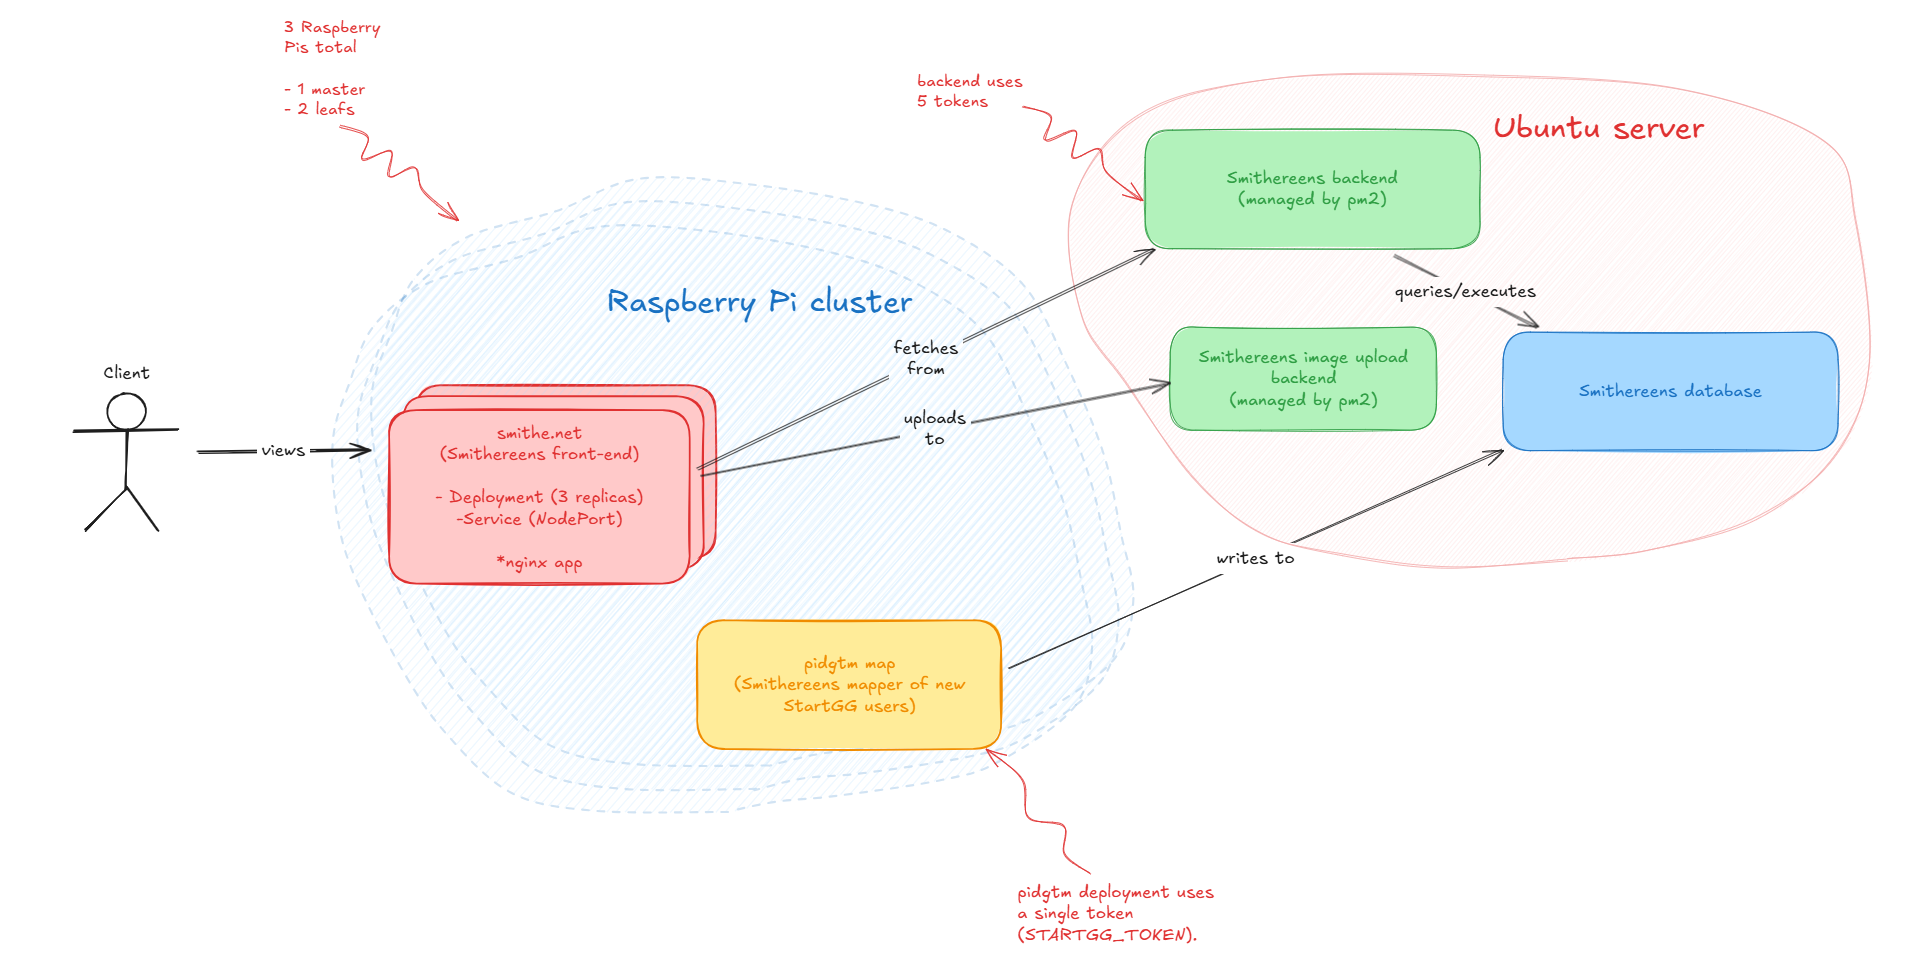 3 Raspberry
Pis total
- 1 master
- 2 leafs
backend uses
5 tokens
Ubuntu server
Smithereens backend
(managed by pm2)
queries/executes
Raspberry Pi cluster
fetches
from
Smithereens image upload
backend
(managed by pm2)
Smithereens database
Client
views
uploads
to
smithe.net
(Smithereens front-end)
- Deployment (3 replicas)
-Service (NodePort)
*nginx app
writes to
pidgtm map
(Smithereens mapper of new
StartGG users)
pidgtm deployment uses
a single token
(STARTGG_TOKEN).